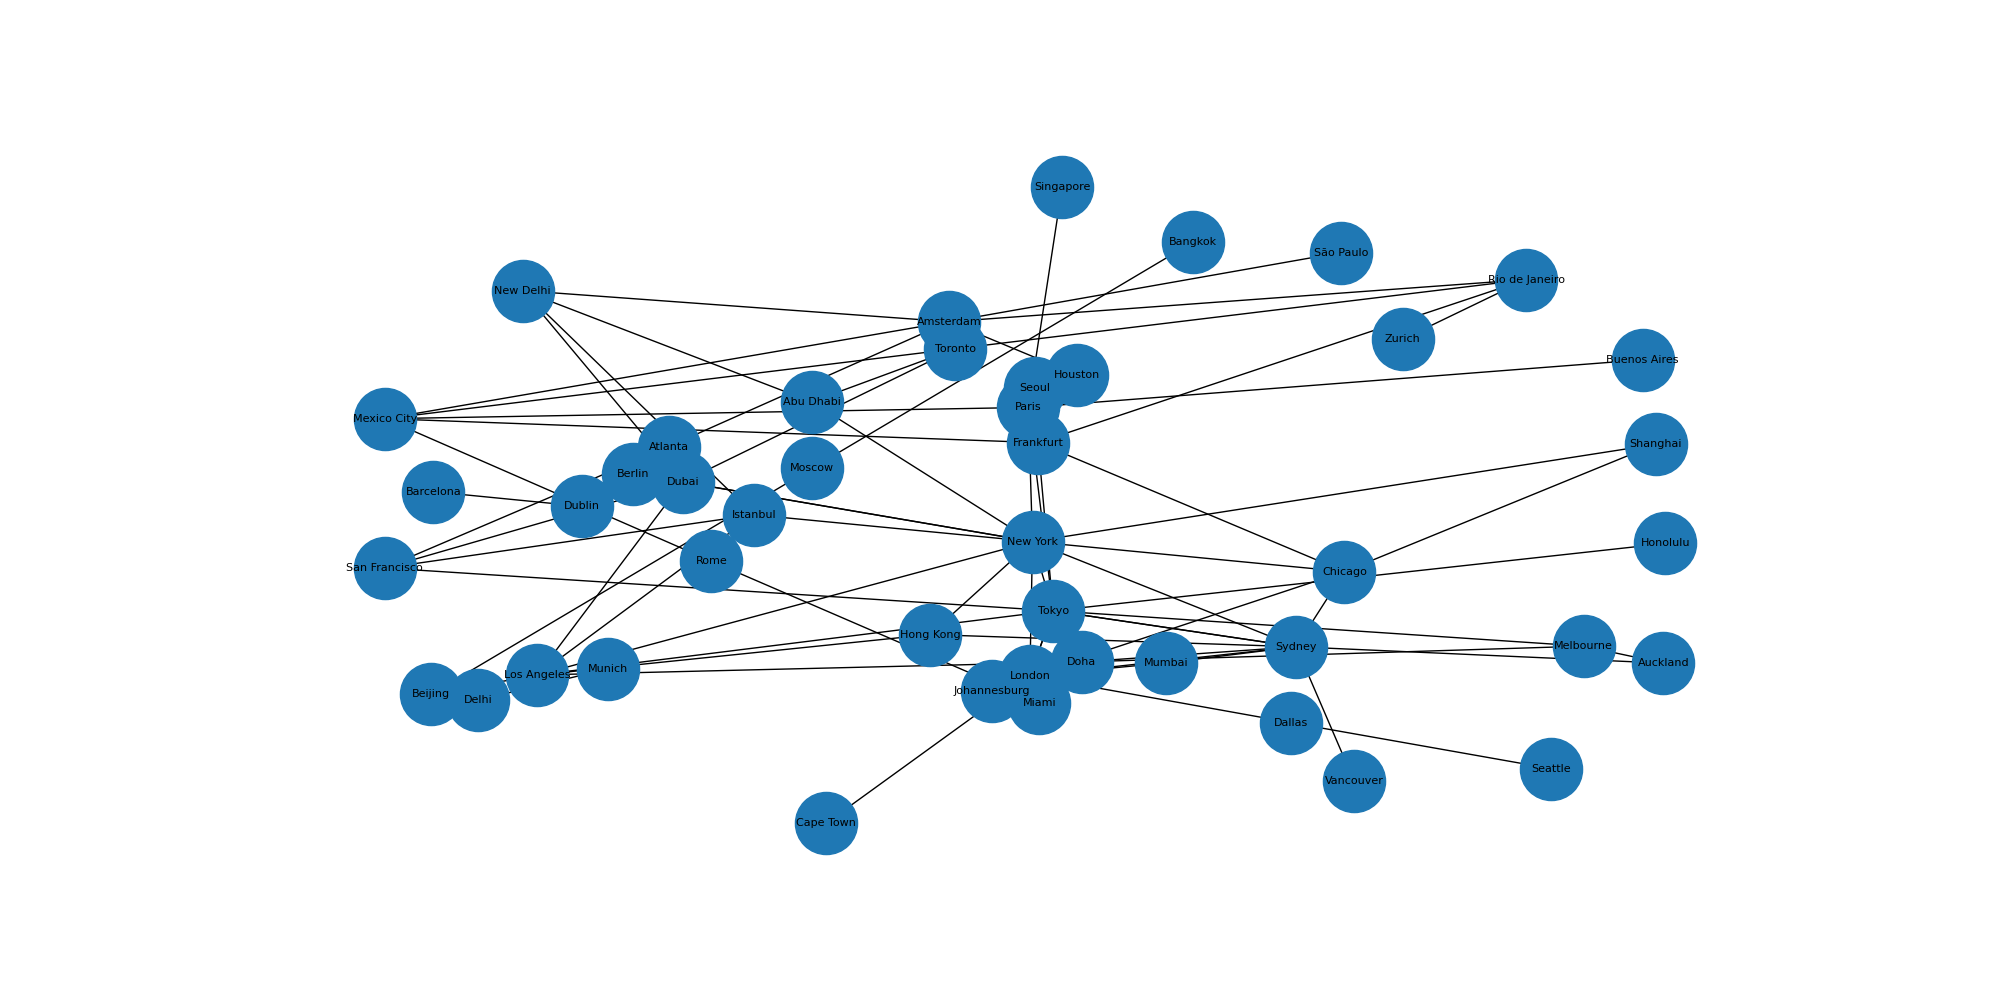 Singapore
Bangkok
São Paulo
Rio de Janeiro
New Delhi
Amsterdam
Zurich
Toronto
Buenos Aires
Houston
Seoul
Abu Dhabi
Paris
Mexico City
Frankfurt
Shanghai
Atlanta
Moscow
Berlin
Dubai
Barcelona
Dublin
Istanbul
New York
Honolulu
Rome
San Francisco
Chicago
Tokyo
Hong Kong
Melbourne
Sydney
Doha
Mumbai
Auckland
Munich
Los Angeles
London
Johannesburg
Beijing
Delhi
Miami
Dallas
Seattle
Vancouver
Cape Town